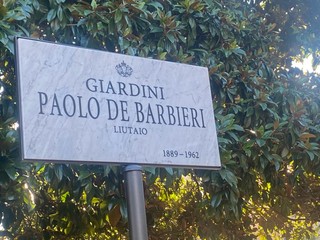 GIARDINI
PAOLO DE BARBIERI
LIUTAIO
1889-1962